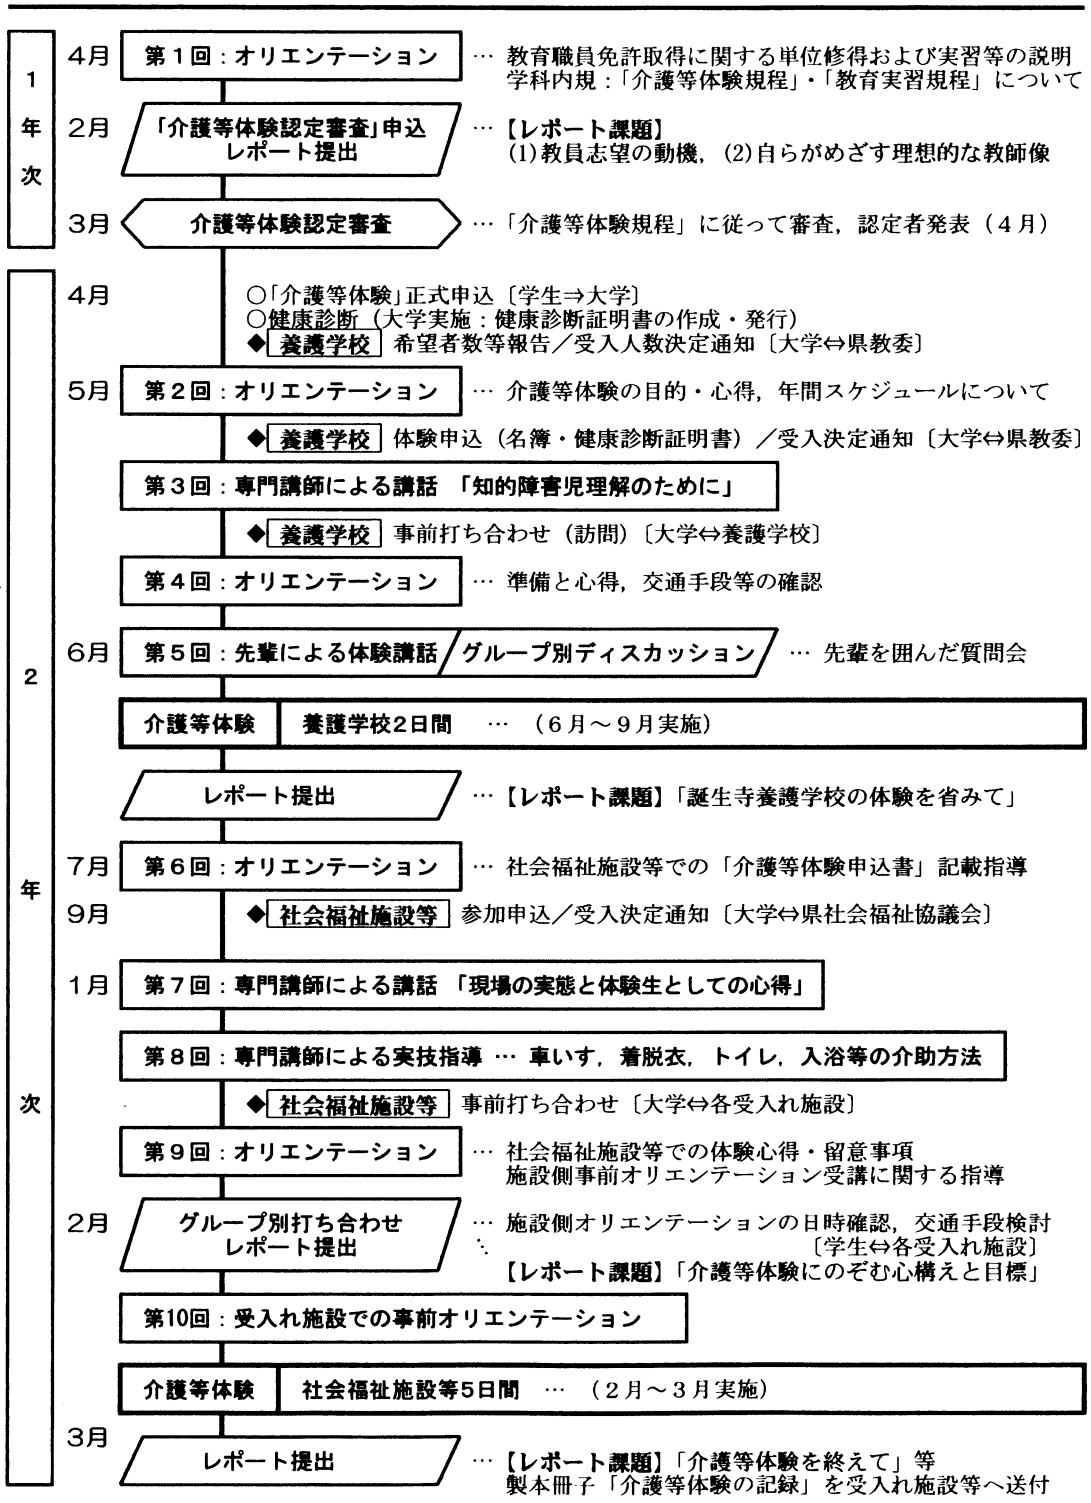 1年次
4月 第1回：オリエンテーション … 教育職員免許取得に関する単位修得および実習等の説明
学科内規：「介護等体験規程」・「教育実習規程」について
2月 「介護等体験認定審査」申込 … 【レポート課題】
レポート提出 (1)教員志望の動機，(2)自らがめざす理想的な教師像
3月 介護等体験認定審査 … 「介護等体験規程」に従って審査，認定者発表（4月）
2年次
4月 ○「介護等体験」正式申込〔学生⇒大学〕
○健康診断（大学実施：健康診断証明書の作成・発行）
◆養護学校 希望者数等報告／受入人数決定通知〔大学⇔県教委〕
5月 第2回：オリエンテーション … 介護等体験の目的・心得，年間スケジュールについて
◆養護学校 体験申込（名簿・健康診断証明書）／受入決定通知〔大学⇔県教委〕
第3回：専門講師による講話 「知的障害児理解のために」
◆養護学校 事前打ち合わせ（訪問）〔大学⇔養護学校〕
第4回：オリエンテーション … 準備と心得，交通手段等の確認
6月 第5回：先輩による体験講話／グループ別ディスカッション … 先輩を囲んだ質問会
介護等体験 養護学校2日間 … （6月～9月実施）
レポート提出 … 【レポート課題】「誕生寺養護学校の体験を省みて」
7月 第6回：オリエンテーション … 社会福祉施設等での「介護等体験申込書」記載指導
9月 ◆社会福祉施設等 参加申込／受入決定通知〔大学⇔県社会福祉協議会〕
1月 第7回：専門講師による講話 「現場の実態と体験生としての心得」
第8回：専門講師による実技指導 … 車いす，着脱衣，トイレ，入浴等の介助方法
◆社会福祉施設等 事前打ち合わせ〔大学⇔各受入れ施設〕
第9回：オリエンテーション … 社会福祉施設等での体験心得・留意事項
施設側事前オリエンテーション受講に関する指導
2月 グループ別打ち合わせ … 施設側オリエンテーションの日時確認，交通手段検討
レポート提出 〔学生⇔各受入れ施設〕
【レポート課題】「介護等体験にのぞむ心構えと目標」
第10回：受入れ施設での事前オリエンテーション
介護等体験 社会福祉施設等5日間 … （2月～3月実施）
3月 レポート提出 … 【レポート課題】「介護等体験を終えて」等
製本冊子「介護等体験の記録」を受入れ施設等へ送付